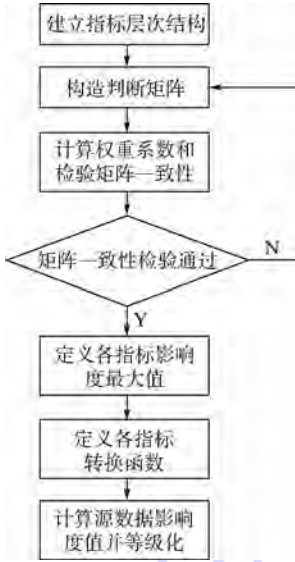 建立指标层次结构
构造判断矩阵
计算权重系数和
检验矩阵一致性
矩阵一致性检验通过
N
Y
定义各指标影响
度最大值
定义各指标
转换函数
计算源数据影响
度值并等级化